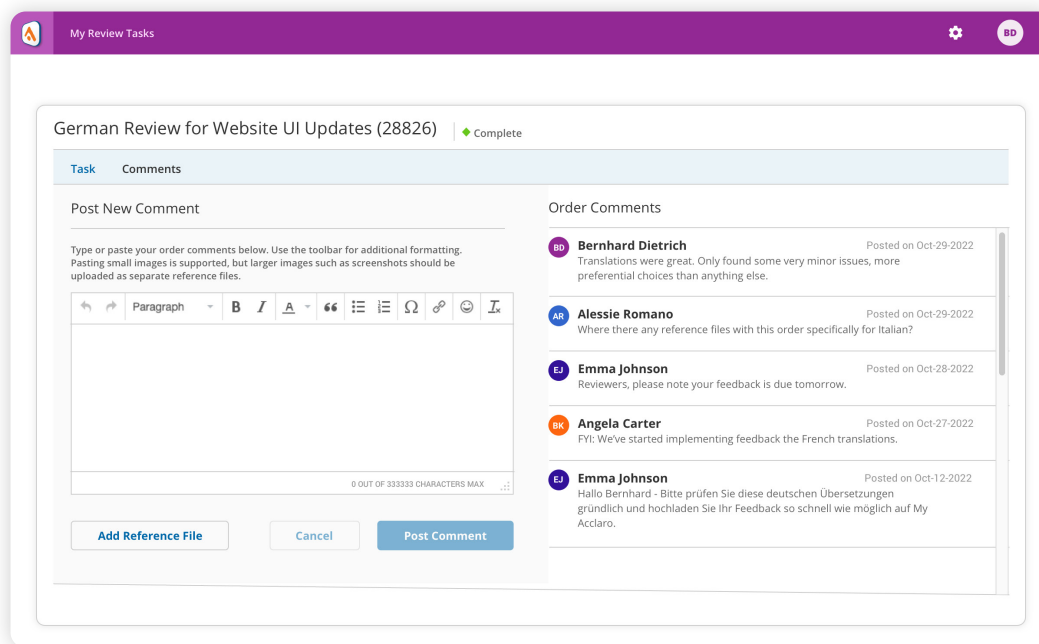 My Review Tasks
BD
German Review for Website UI Updates (28826)
Complete
Task Comments
Post New Comment
Type or paste your order comments below. Use the toolbar for additional formatting.
Pasting small images is supported, but larger images such as screenshots should be
uploaded as separate reference files.
Paragraph B I A Ω Tx
0 OUT OF 333333 CHARACTERS MAX
Add Reference File Cancel Post Comment
Order Comments
BD Bernhard Dietrich Posted on Oct-29-2022
Translations were great. Only found some very minor issues, more
preferential choices than anything else.
AR Alessie Romano Posted on Oct-29-2022
Where there any reference files with this order specifically for Italian?
EJ Emma Johnson Posted on Oct-28-2022
Reviewers, please note your feedback is due tomorrow.
BK Angela Carter Posted on Oct-27-2022
FYI: We've started implementing feedback the French translations.
EJ Emma Johnson Posted on Oct-12-2022
Hallo Bernhard - Bitte prüfen Sie diese deutschen Übersetzungen
gründlich und hochladen Sie Ihr Feedback so schnell wie möglich auf My
Acclaro.